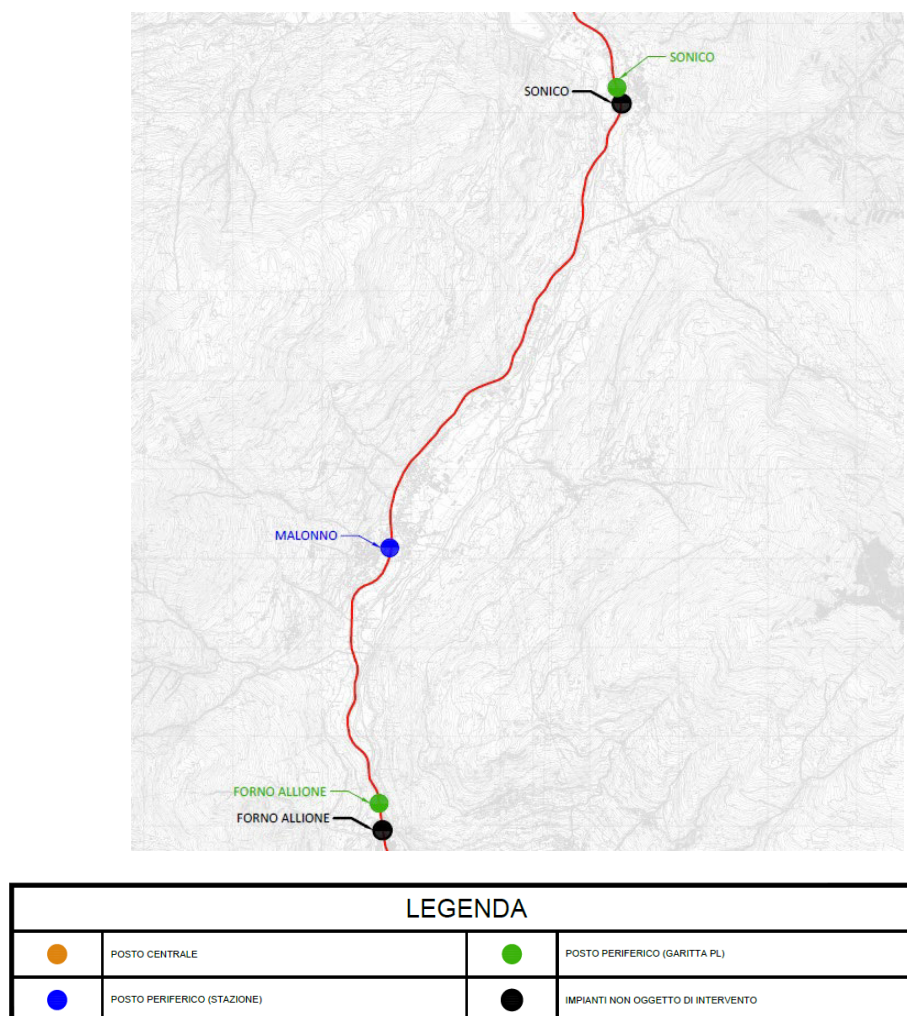 SONICO
SONICO
MALONNO
FORNO ALLIONE
FORNO ALLIONE
LEGENDA
POSTO CENTRALE
POSTO PERIFERICO (GARITTA PL)
POSTO PERIFERICO (STAZIONE)
IMPIANTI NON OGGETTO DI INTERVENTO